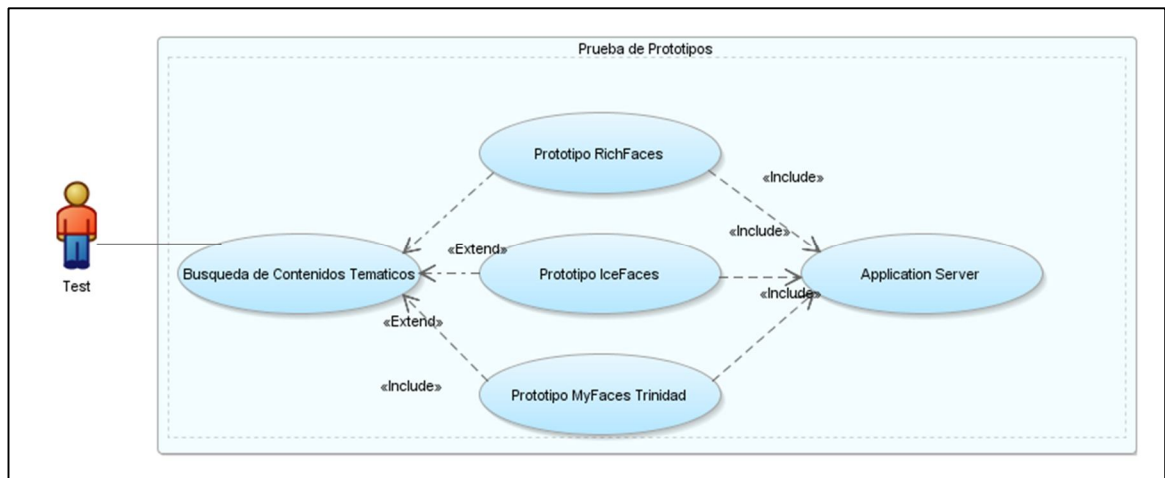 Prueba de Prototipos
Prototipo RichFaces
«Include»
«Include»
«Extend»
Busqueda de Contenidos Tematicos
Prototipo IceFaces
Application Server
Test
«Include»
«Extend»
«Include»
Prototipo MyFaces Trinidad